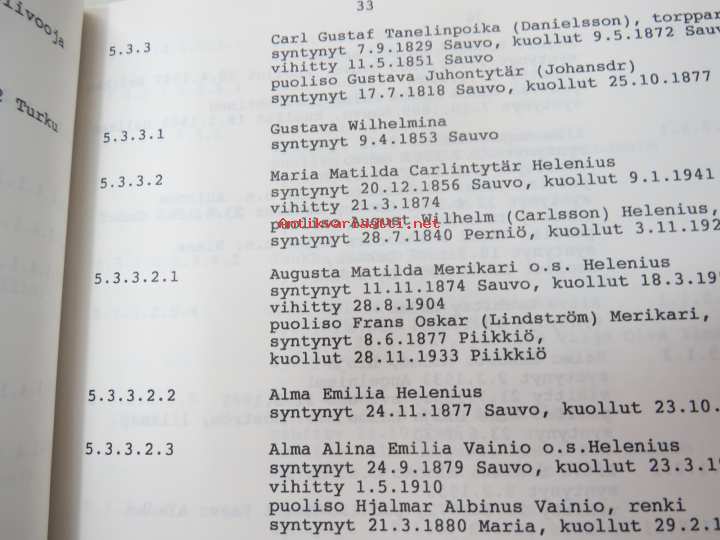 33
5.3.3 Carl Gustaf Tanelinpoika (Danielsson), torppar
syntynyt 7.9.1829 Sauvo, kuollut 9.5.1872 Sauvo
vihitty 11.5.1851 Sauvo
puoliso Gustava Juhontytär (Johansdr)
syntynyt 17.7.1818 Sauvo, kuollut 25.10.1877
5.3.3.1 Gustava Wilhelmina
syntynyt 9.4.1853 Sauvo
5.3.3.2 Maria Matilda Carlintytär Helenius
syntynyt 20.12.1856 Sauvo, kuollut 9.1.1941
vihitty 21.3.1874
puoliso August Wilhelm (Carlsson) Helenius,
Antikvariaatti.net
syntynyt 28.7.1840 Perniö, kuollut 3.11.192
5.3.3.2.1 Augusta Matilda Merikari o.s. Helenius
syntynyt 11.11.1874 Sauvo, kuollut 18.3.19
vihitty 28.8.1904
puoliso Frans Oskar (Lindström) Merikari,
syntynyt 8.6.1877 Piikkiö,
kuollut 28.11.1933 Piikkiö
5.3.3.2.2 Alma Emilia Helenius
syntynyt 24.11.1877 Sauvo, kuollut 23.10.
5.3.3.2.3 Alma Alina Emilia Vainio o.s.Helenius
syntynyt 24.9.1879 Sauvo, kuollut 23.3.19
vihitty 1.5.1910
puoliso Hjalmar Albinus Vainio, renki
syntynyt 21.3.1880 Maria, kuollut 29.2.1
Turku